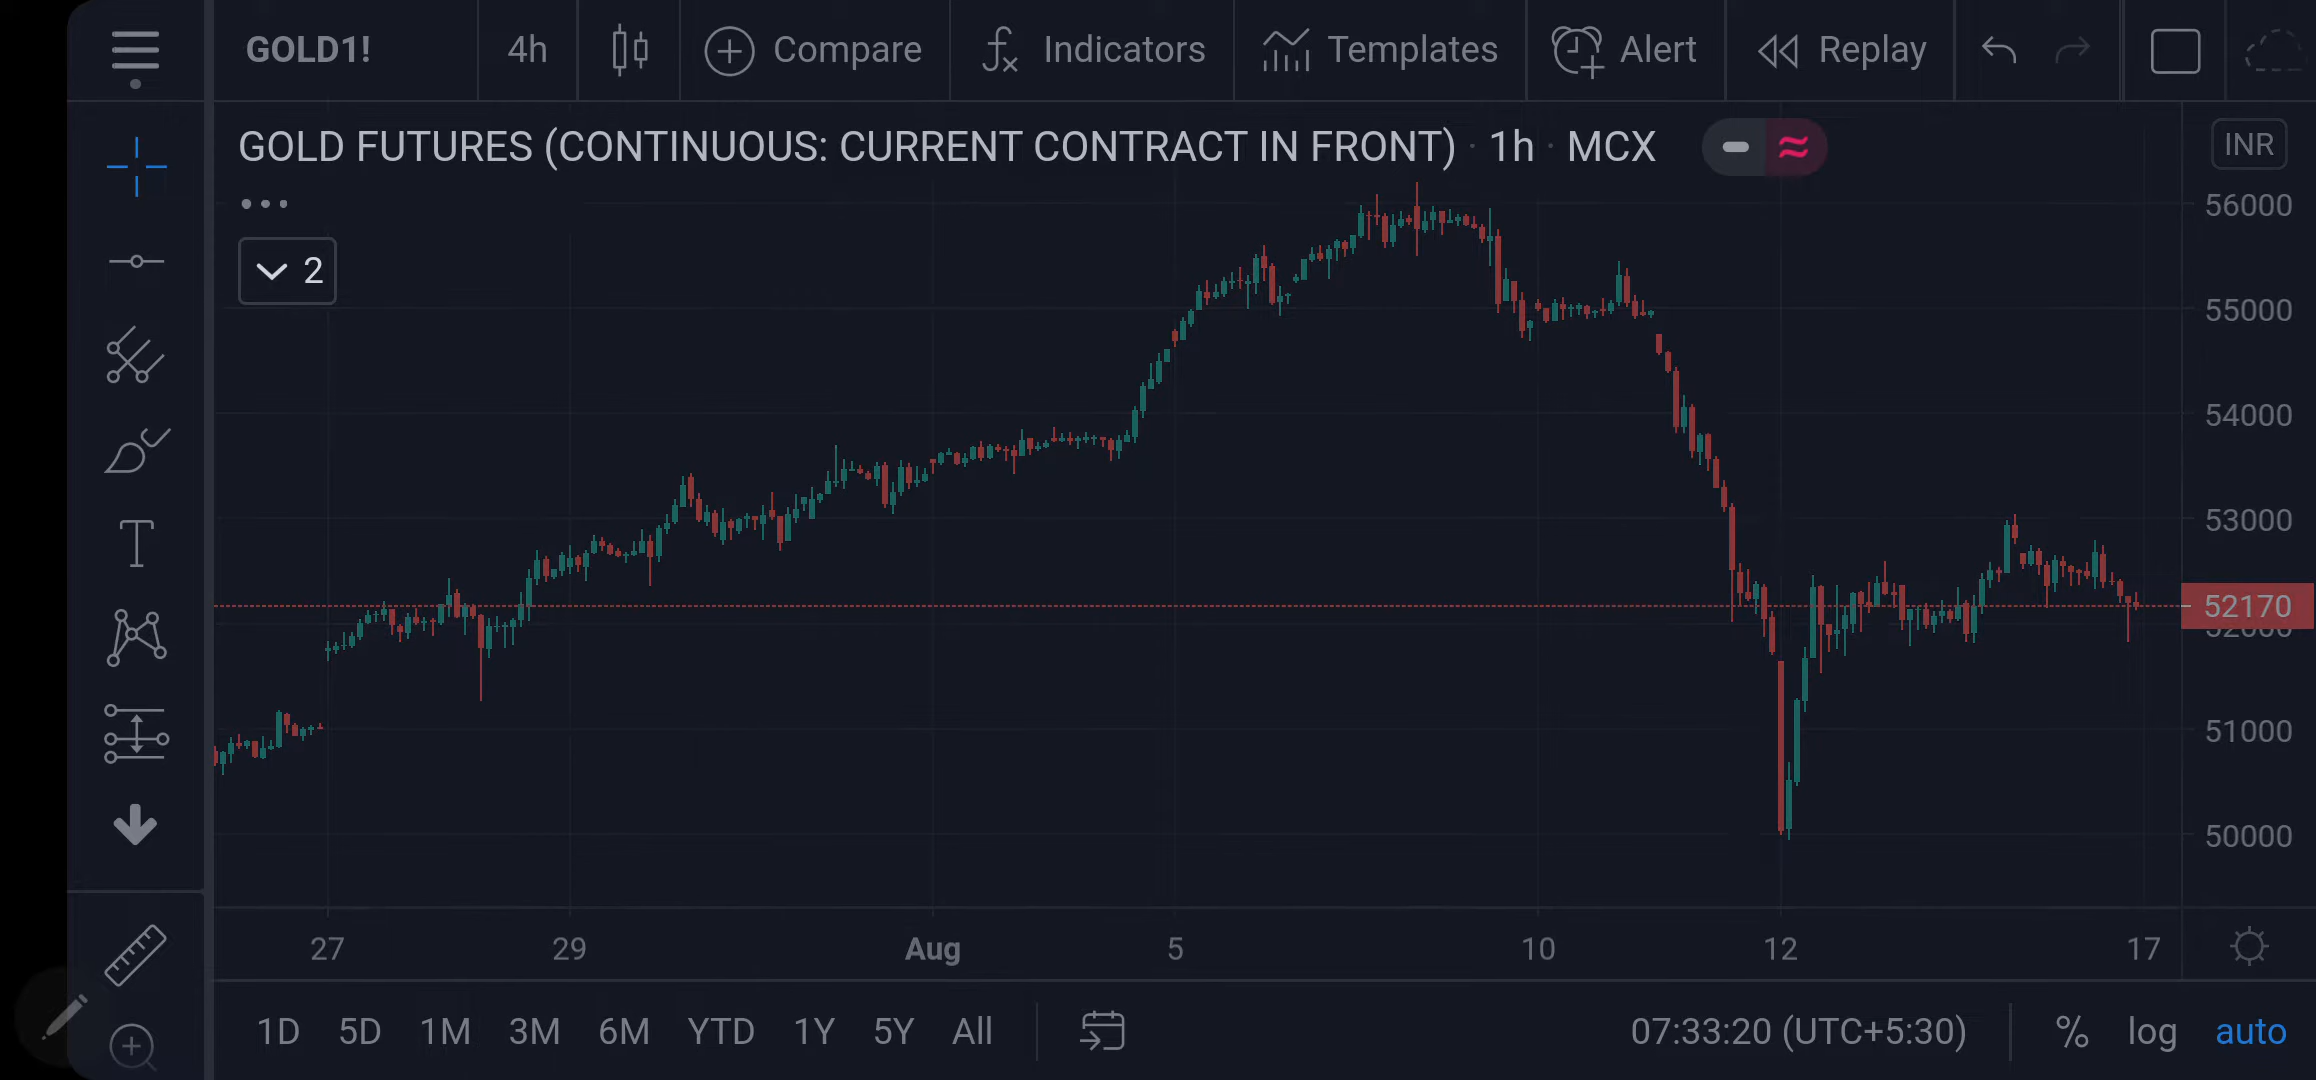 GOLD1! 4h Compare Indicators Templates Alert Replay
GOLD FUTURES (CONTINUOUS: CURRENT CONTRACT IN FRONT) · 1h · MCX
INR
2
56000
55000
54000
53000
52170
52000
51000
50000
27 29 Aug 5 10 12 17
1D 5D 1M 3M 6M YTD 1Y 5Y All 07:33:20 (UTC+5:30) % log auto